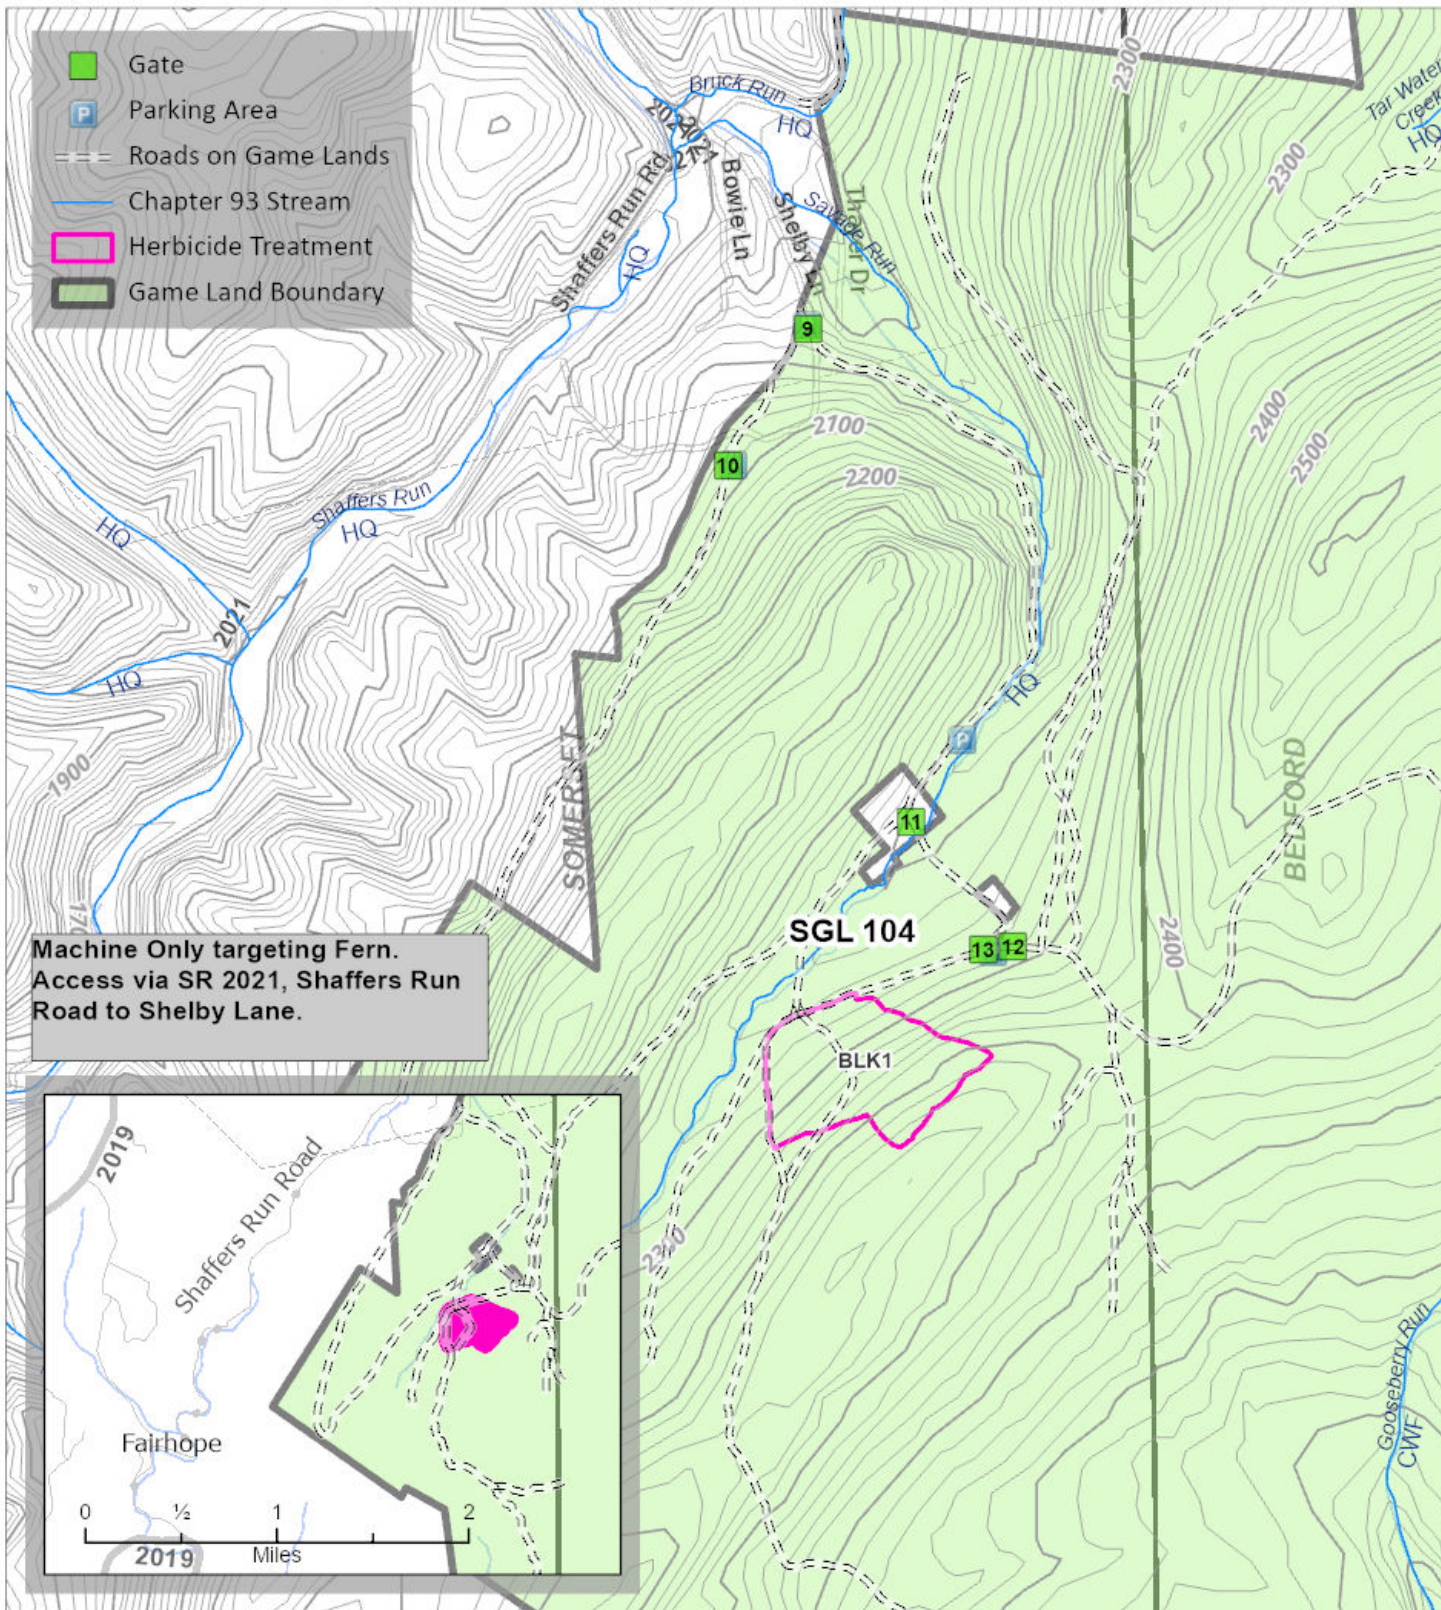 Gate
Parking Area
Roads on Game Lands
Chapter 93 Stream
Herbicide Treatment
Game Land Boundary
2300
Bruick Run
HQ
Tar Water
Creek
HQ
2021
Shaffers Run Rd
Bowie Ln
Shelby Ln
Savage Run
Dr
HQ
2300
9
2100
2400
2500
10
2200
Shaffers Run
HQ
HQ
2021
HQ
HQ
P
1900
SOMERSET
BEDFORD
11
170
SGL 104
13
12
2400
Machine Only targeting Fern.
Access via SR 2021, Shaffers Run
Road to Shelby Lane.
BLK1
2019
Shaffers Run Road
2300
Gooseberry Run
CWF
Fairhope
0 ½ 1 2
Miles
2019